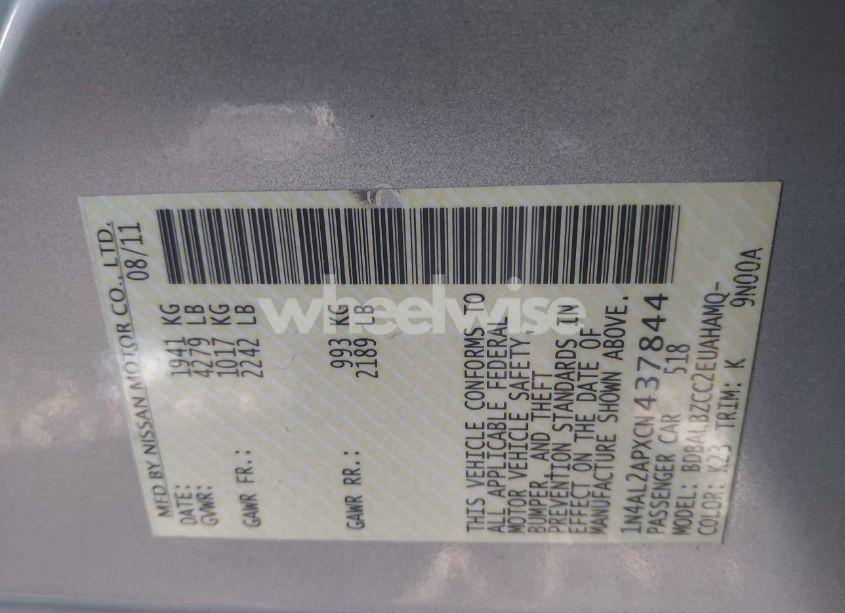 MFD BY NISSAN MOTOR CO., LTD.
DATE: 08/11
GVWR: 1941 KG
4279 LB
GAWR FR.: 1017 KG
2242 LB
GAWR RR.: 993 KG
2189 LB
THIS VEHICLE CONFORMS TO
ALL APPLICABLE FEDERAL
MOTOR VEHICLE SAFETY,
BUMPER, AND THEFT
PREVENTION STANDARDS IN
EFFECT ON THE DATE OF
MANUFACTURE SHOWN ABOVE.
1N4AL2APXCN437844
PASSENGER CAR 518
MODEL: BDBALBZCC2EUAHAMQ-
COLOR: K23 TRIM: K 9N00A
wheelwise